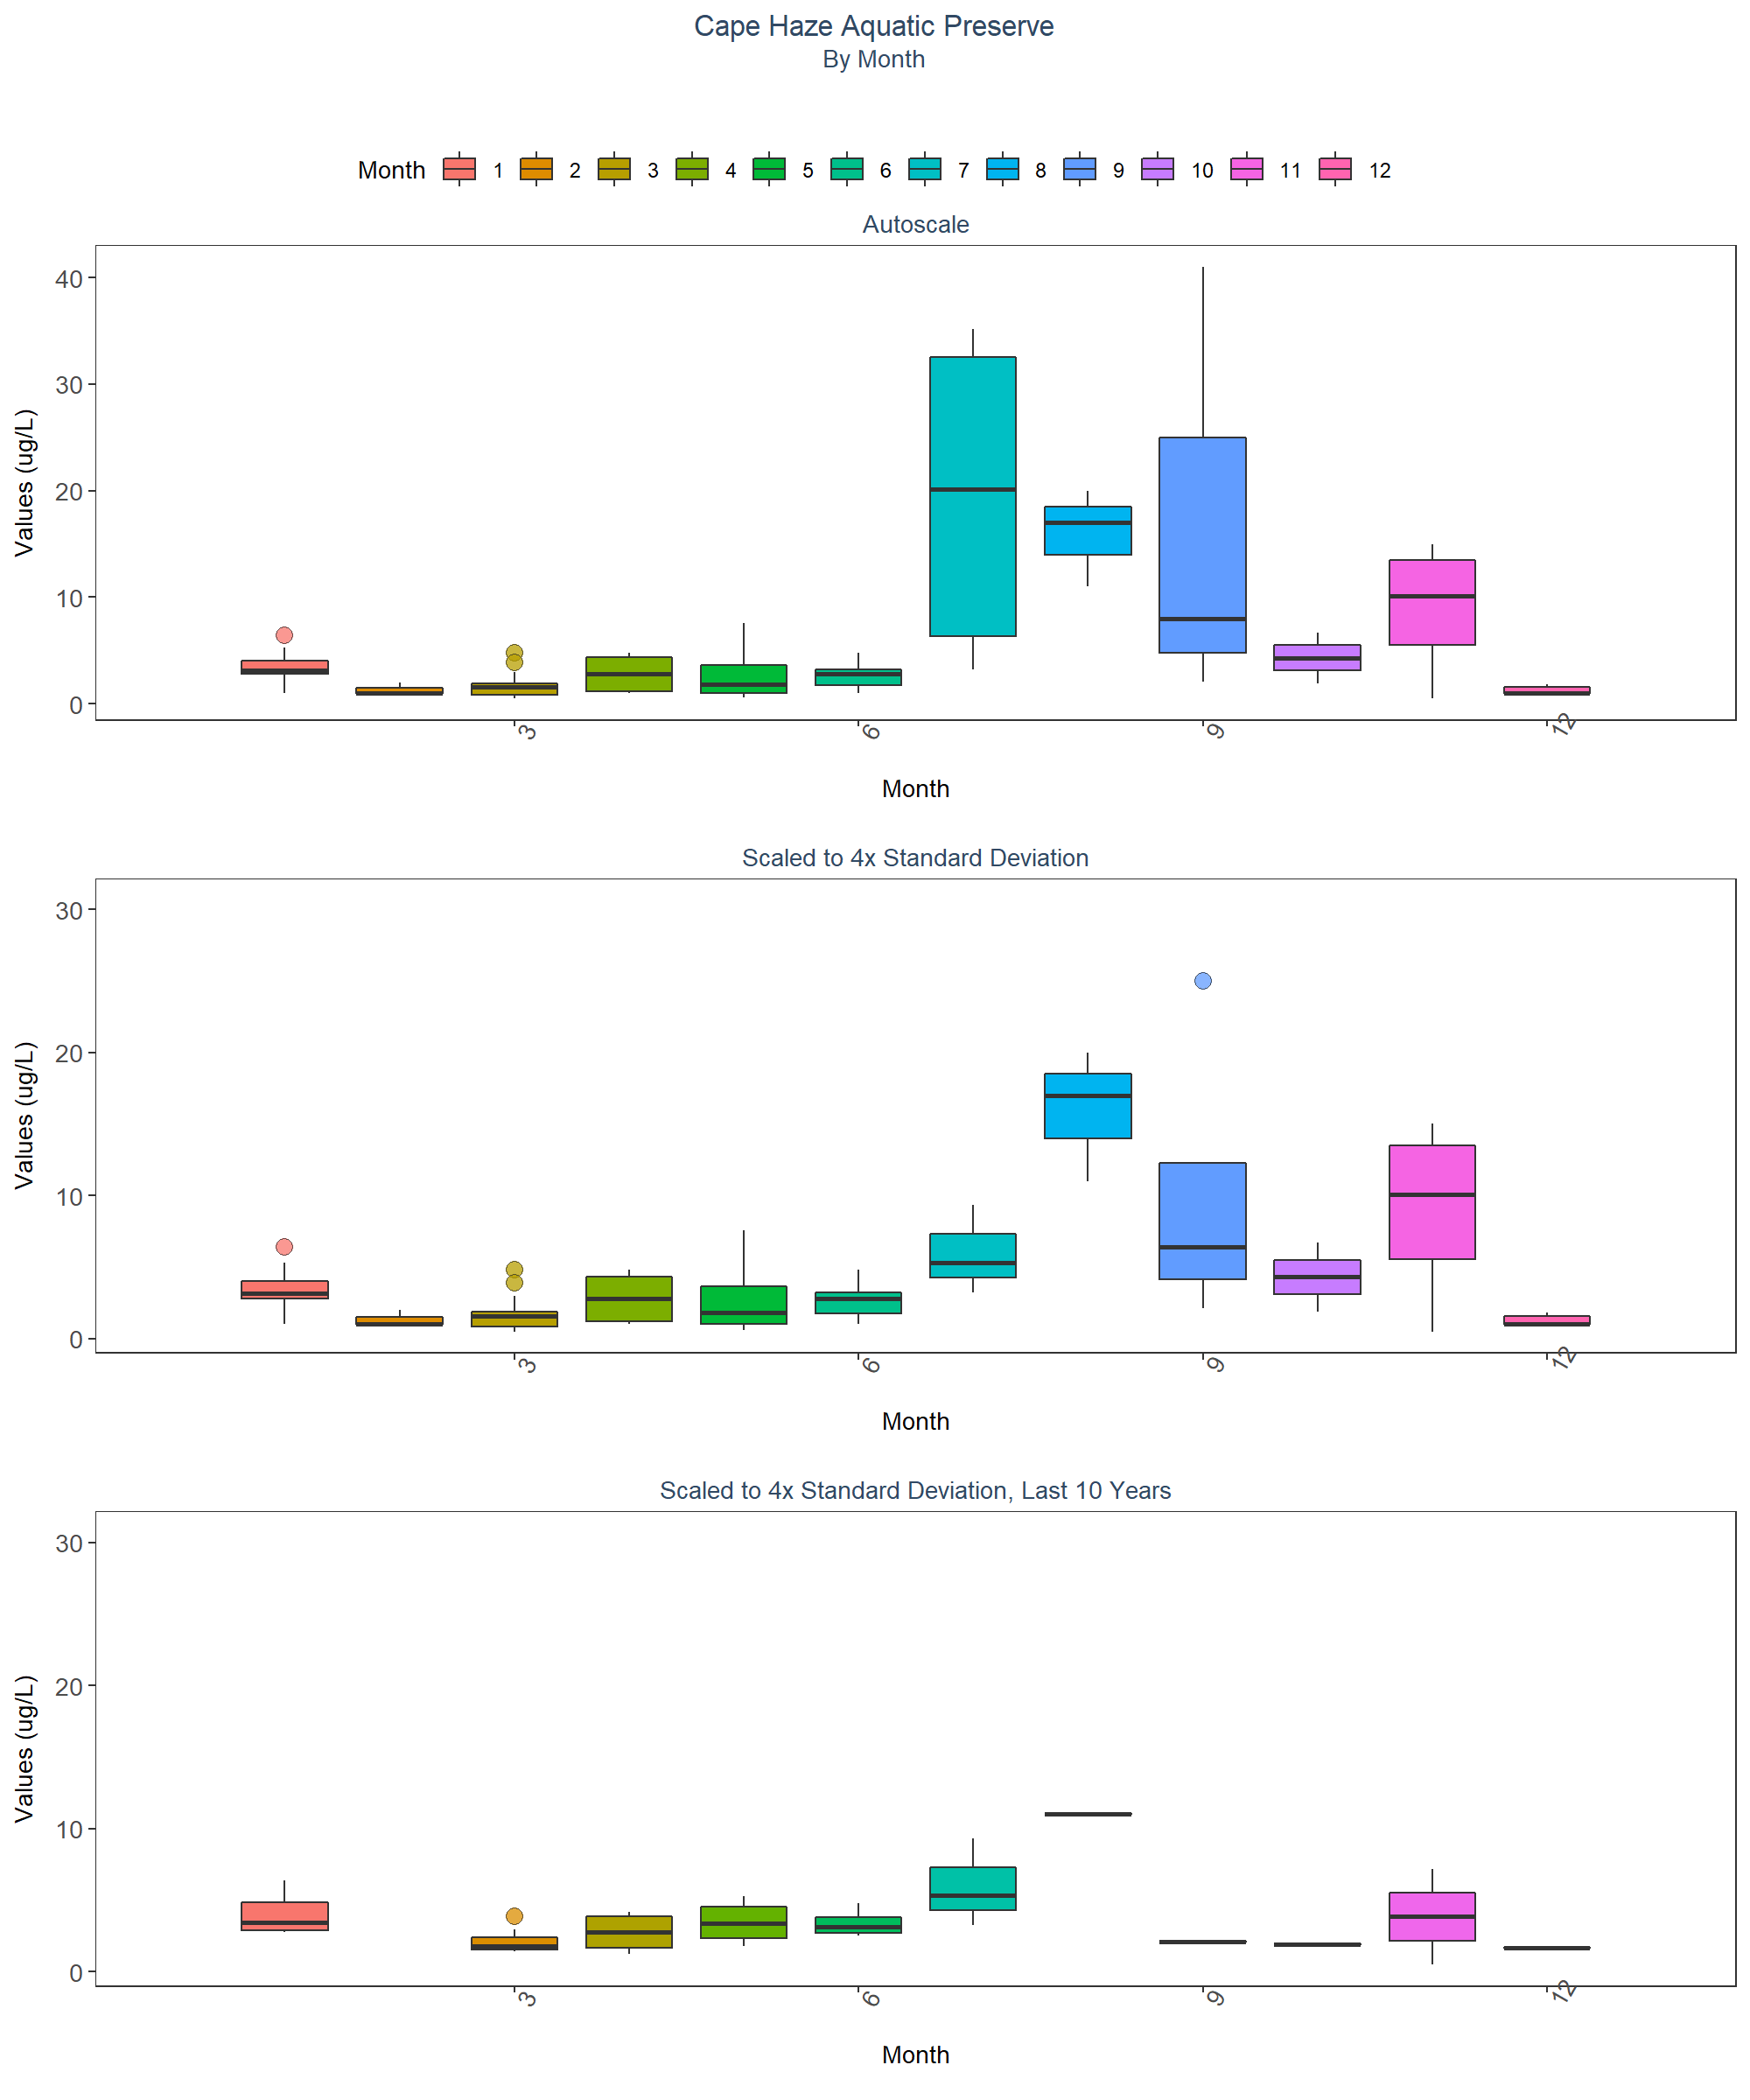 Cape Haze Aquatic Preserve
By Month
Month 1 2 3 4 5 6 7 8 9 10 11 12
Autoscale
40
30
20
10
0
Values (ug/L)
3 6 9 12
Month
Scaled to 4x Standard Deviation
30
20
10
0
Values (ug/L)
3 6 9 12
Month
Scaled to 4x Standard Deviation, Last 10 Years
30
20
10
0
Values (ug/L)
3 6 9 12
Month